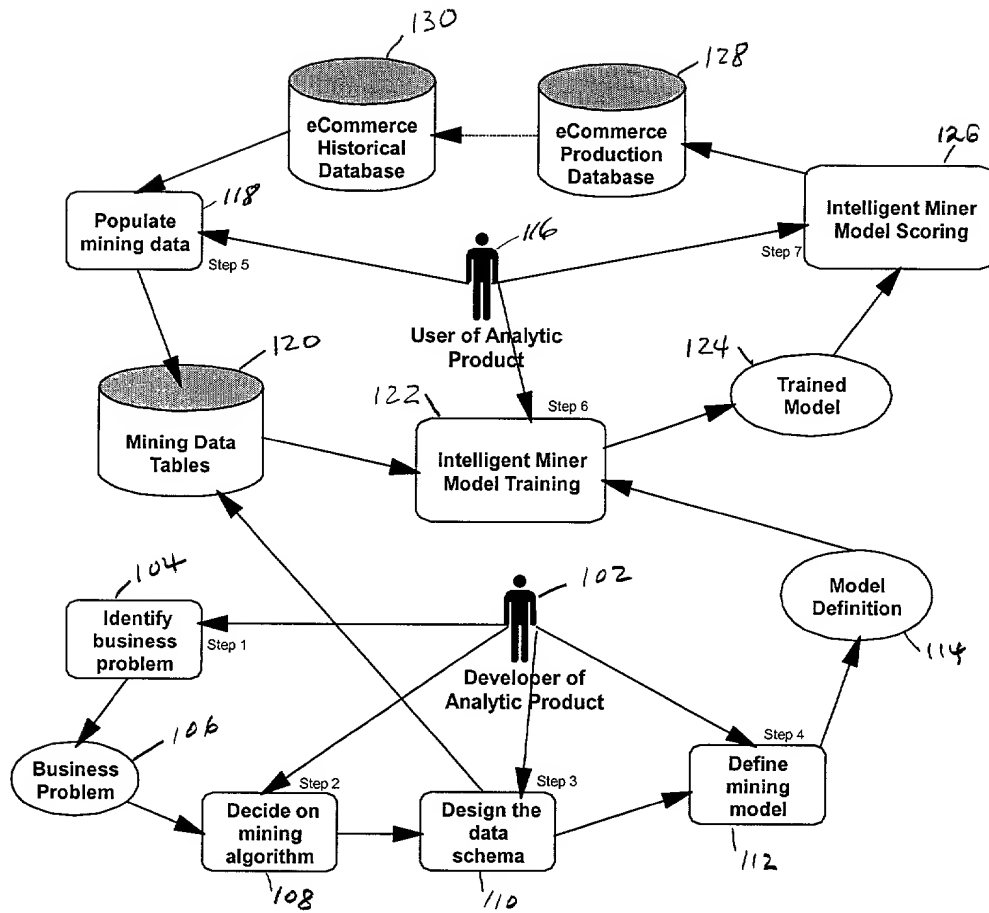 130
128
eCommerce
Historical
Database
eCommerce
Production
Database
126
Intelligent Miner
Model Scoring
Step 7
118
Populate
mining data
Step 5
116
User of Analytic
Product
120
Mining Data
Tables
122
Step 6
Intelligent Miner
Model Training
124
Trained
Model
104
Identify
business
problem
Step 1
102
Developer of
Analytic Product
Model
Definition
114
106
Business
Problem
Step 2
Decide on
mining
algorithm
108
Step 3
Design the
data
schema
110
Step 4
Define
mining
model
112